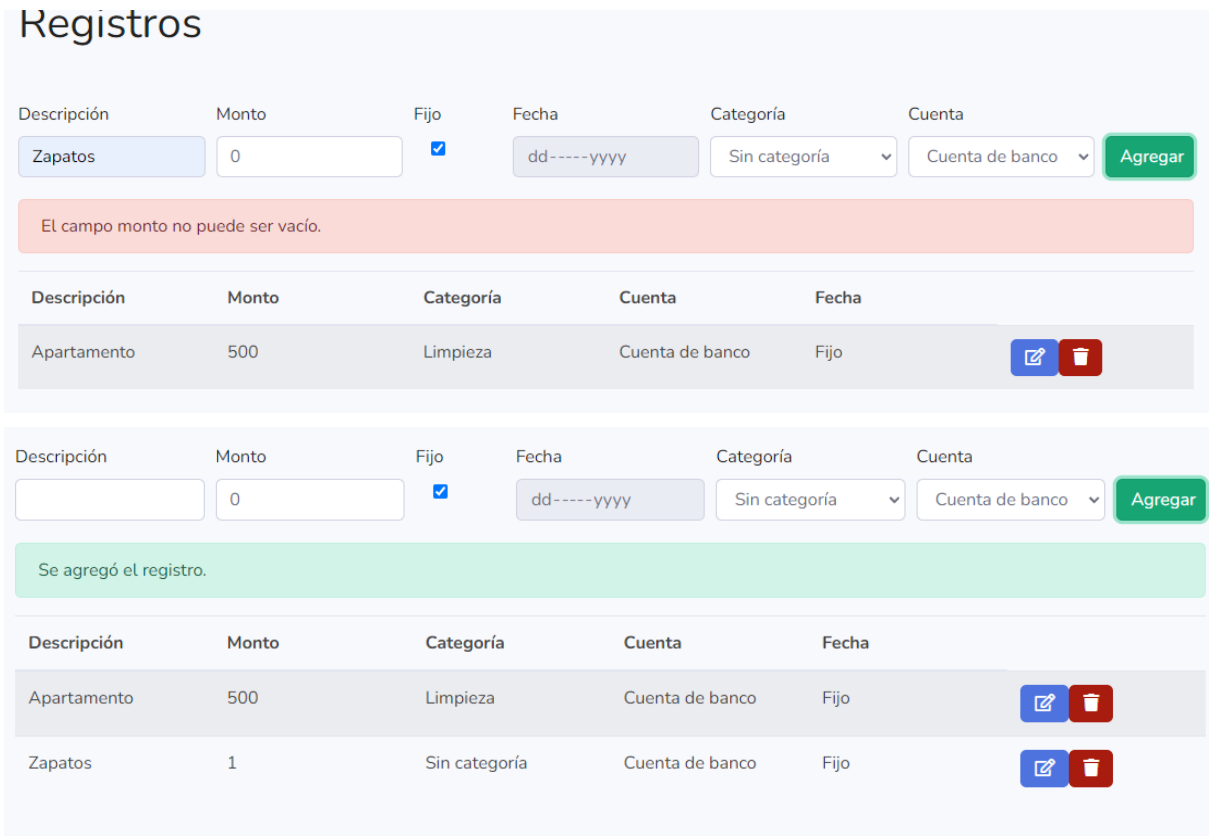 Registros
Descripción Monto Fijo Fecha Categoría Cuenta
Zapatos 0 dd-----yyyy Sin categoría Cuenta de banco Agregar
El campo monto no puede ser vacío.
Descripción Monto Categoría Cuenta Fecha
Apartamento 500 Limpieza Cuenta de banco Fijo
Descripción Monto Fijo Fecha Categoría Cuenta
0 dd-----yyyy Sin categoría Cuenta de banco Agregar
Se agregó el registro.
Descripción Monto Categoría Cuenta Fecha
Apartamento 500 Limpieza Cuenta de banco Fijo
Zapatos 1 Sin categoría Cuenta de banco Fijo